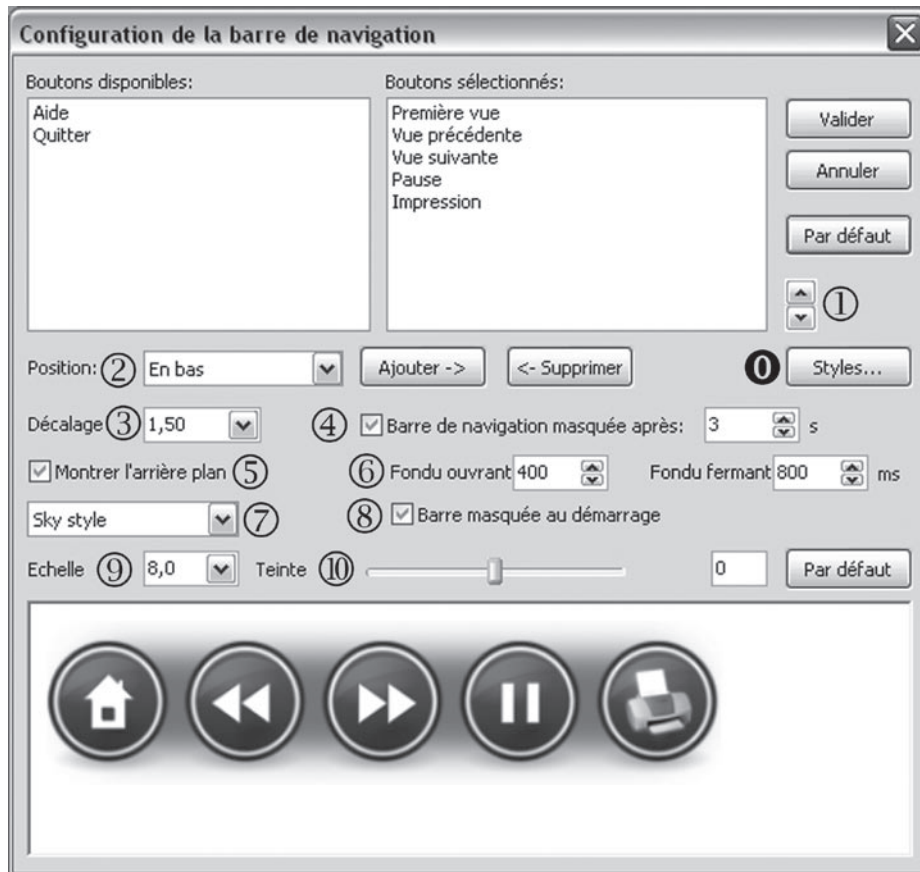 Configuration de la barre de navigation
Boutons disponibles:
Boutons sélectionnés:
Aide
Quitter
Première vue
Vue précédente
Vue suivante
Pause
Impression
Valider
Annuler
Par défaut
①
Position: ② En bas
Ajouter ->
<- Supprimer
⓿ Styles...
Décalage ③ 1,50
④ Barre de navigation masquée après: 3 s
Montrer l'arrière plan ⑤
⑥ Fondu ouvrant 400
Fondu fermant 800 ms
Sky style ⑦
⑧ Barre masquée au démarrage
Echelle ⑨ 8,0
Teinte ⑩ 0
Par défaut